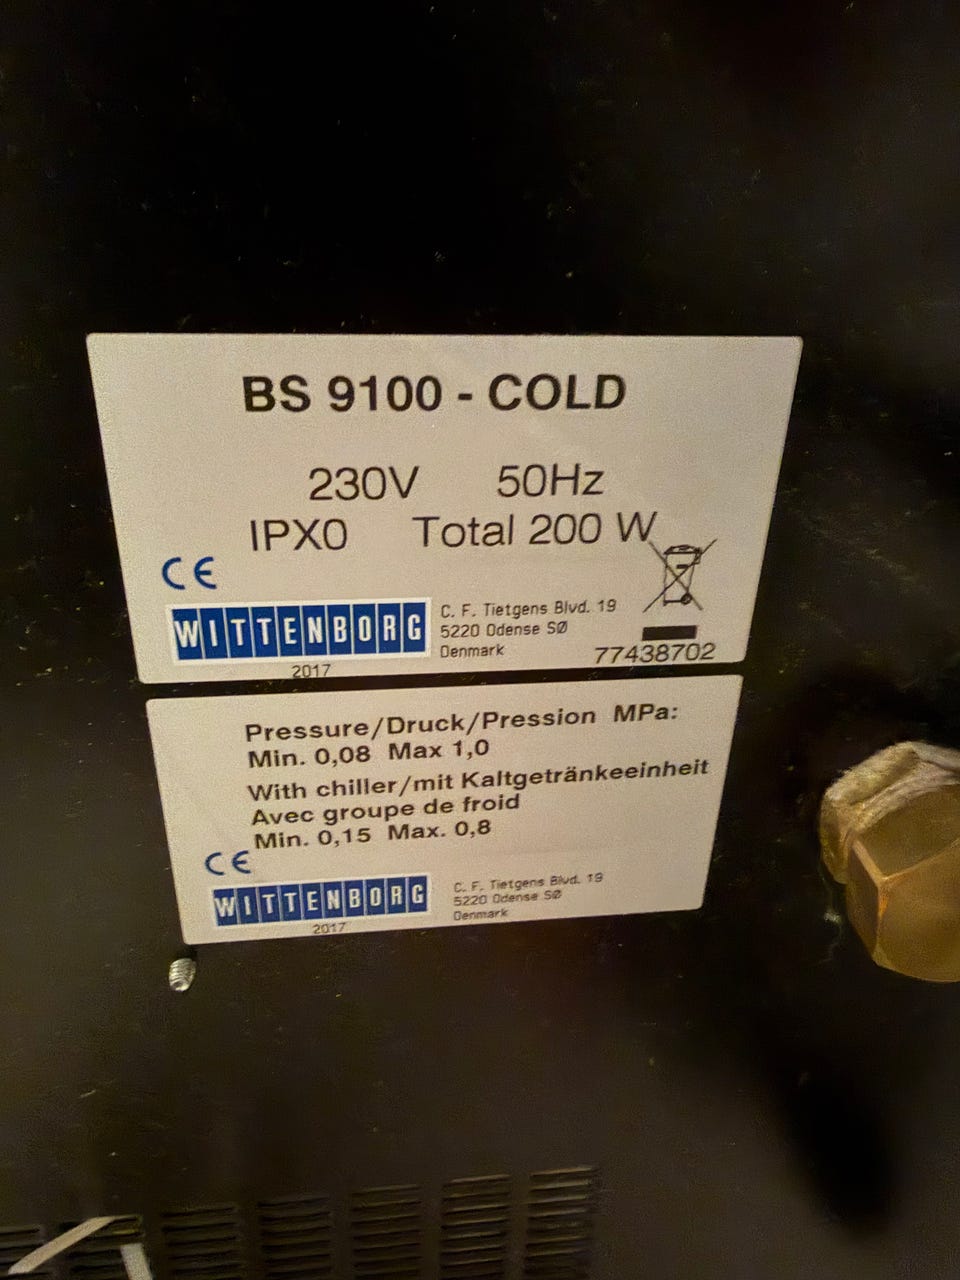 BS 9100 - COLD
230V 50Hz
IPX0 Total 200 W
CE
WITTENBORG
2017
C. F. Tietgens Blvd. 19
5220 Odense SØ
Denmark
77438702
Pressure/Druck/Pression MPa:
Min. 0,08 Max 1,0
With chiller/mit Kaltgetränkeeinheit
Avec groupe de froid
Min. 0,15 Max. 0,8
CE
WITTENBORG
2017
C. F. Tietgens Blvd. 19
5220 Odense SØ
Denmark